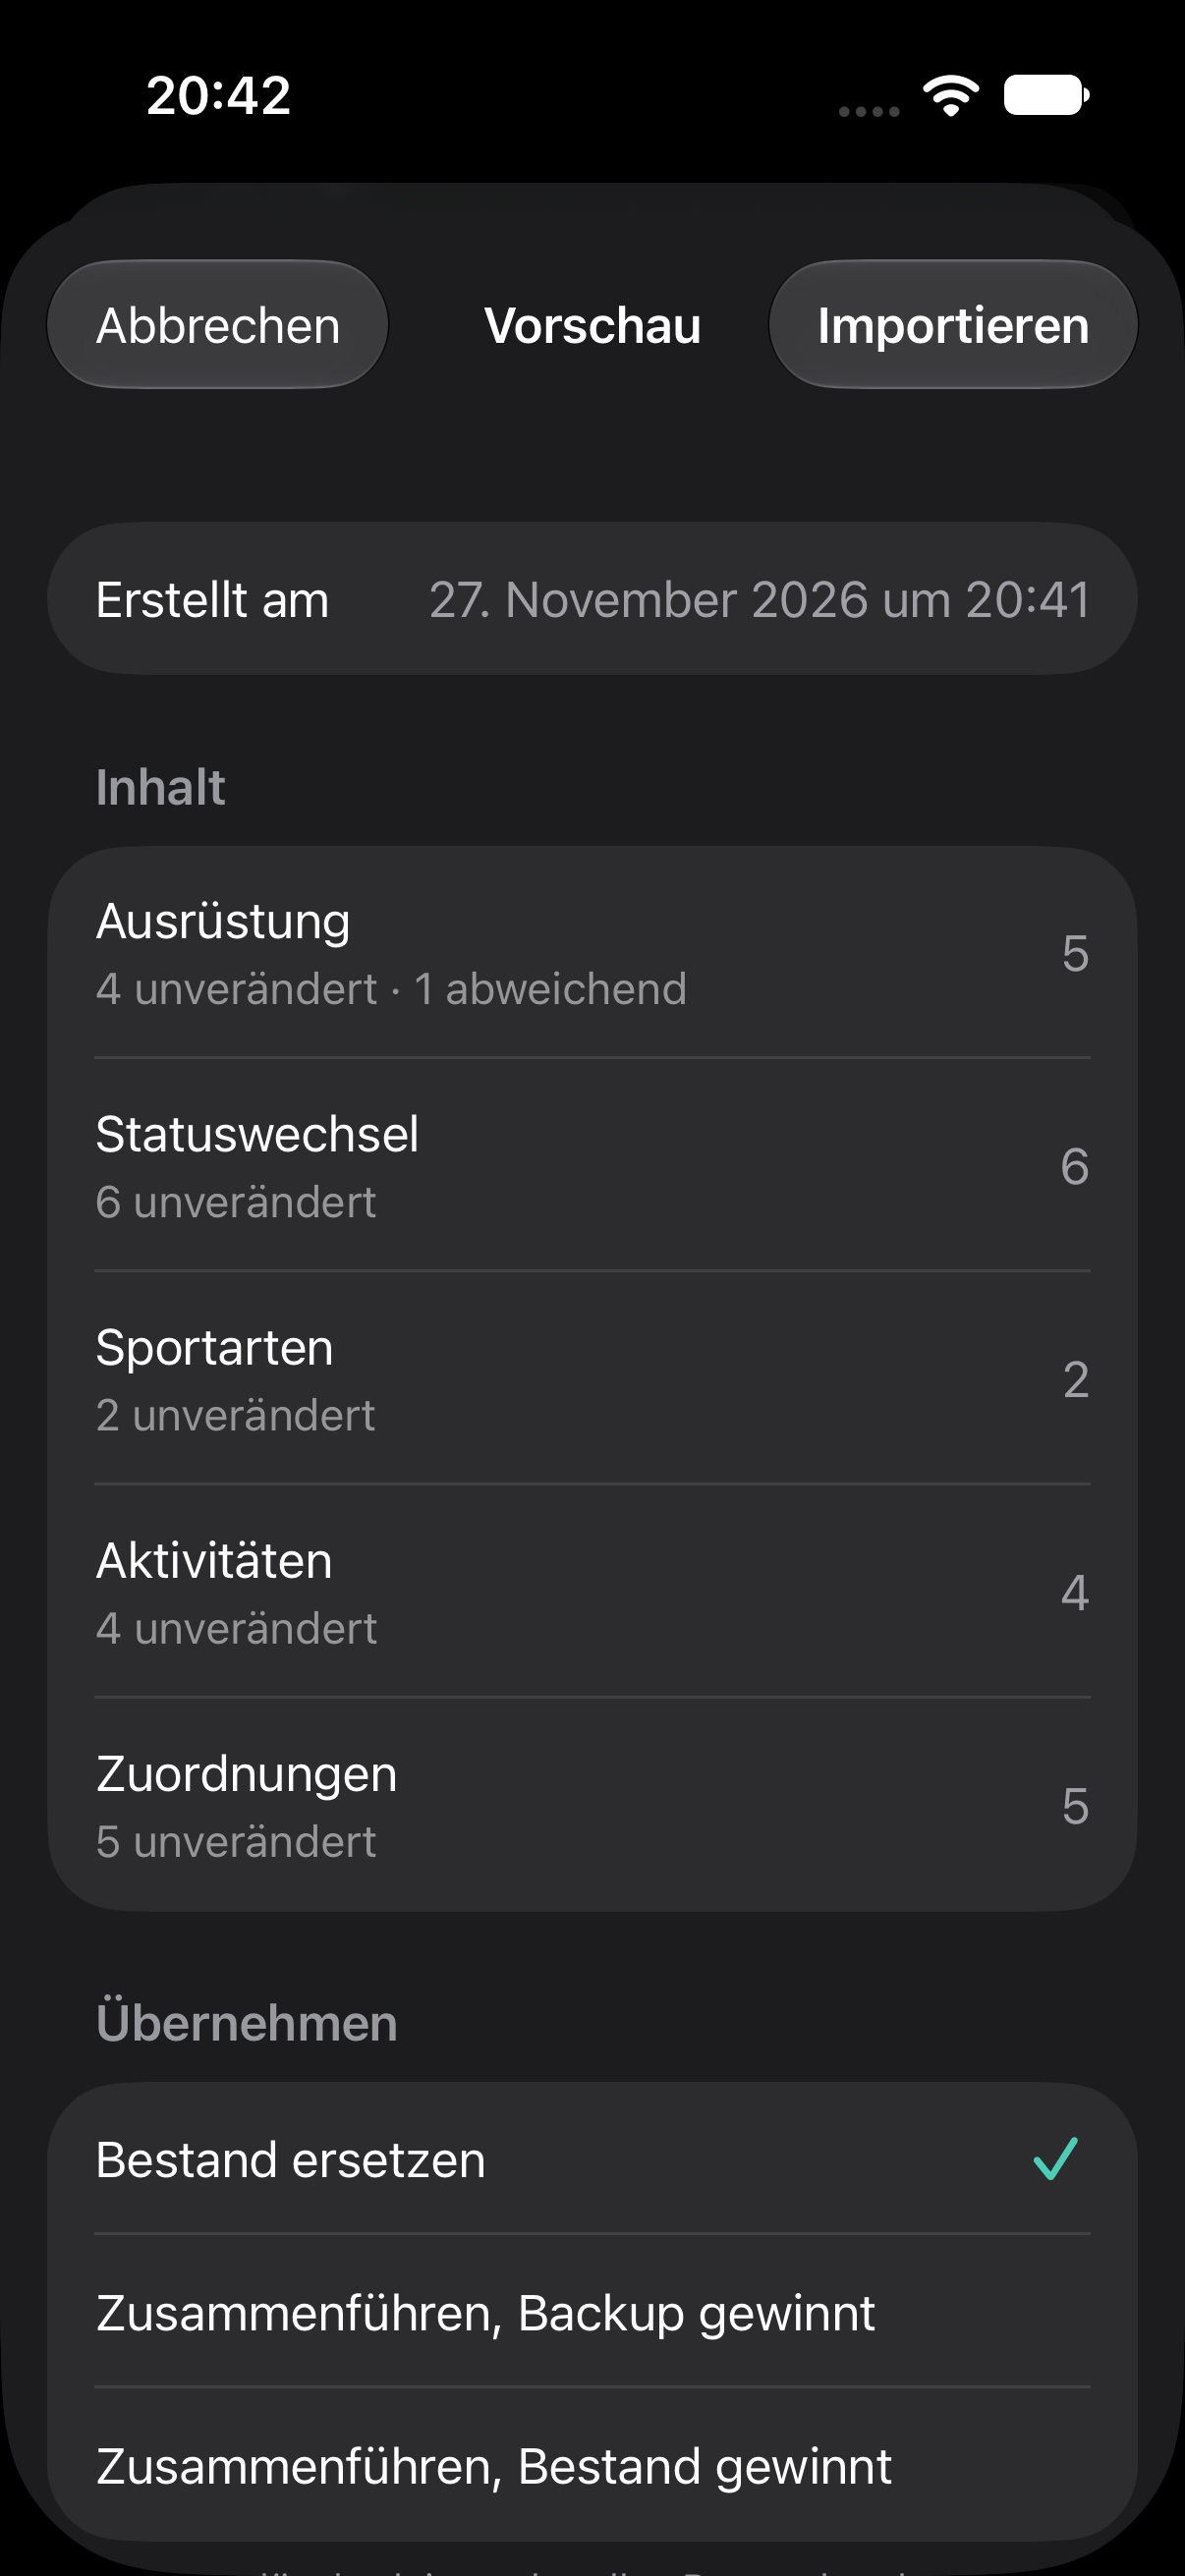 20:42
Abbrechen
Vorschau
Importieren
Erstellt am
27. November 2026 um 20:41
Inhalt
Ausrüstung
4 unverändert · 1 abweichend
5
Statuswechsel
6 unverändert
6
Sportarten
2 unverändert
2
Aktivitäten
4 unverändert
4
Zuordnungen
5 unverändert
5
Übernehmen
Bestand ersetzen
Zusammenführen, Backup gewinnt
Zusammenführen, Bestand gewinnt